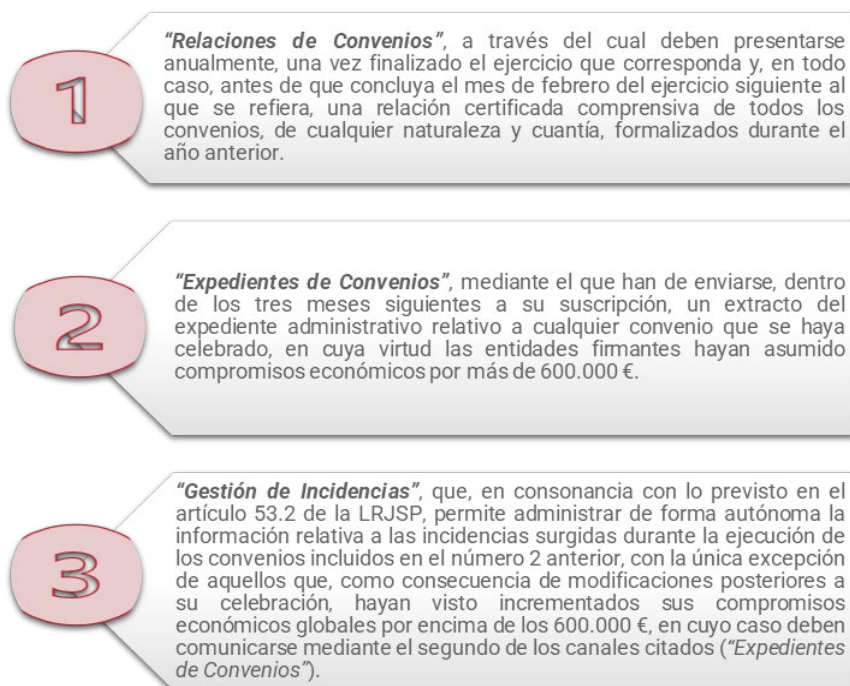 1
“Relaciones de Convenios”, a través del cual deben presentarse
anualmente, una vez finalizado el ejercicio que corresponda y, en todo
caso, antes de que concluya el mes de febrero del ejercicio siguiente al
que se refiera, una relación certificada comprensiva de todos los
convenios, de cualquier naturaleza y cuantía, formalizados durante el
año anterior.
2
“Expedientes de Convenios”, mediante el que han de enviarse, dentro
de los tres meses siguientes a su suscripción, un extracto del
expediente administrativo relativo a cualquier convenio que se haya
celebrado, en cuya virtud las entidades firmantes hayan asumido
compromisos económicos por más de 600.000 €.
3
“Gestión de Incidencias”, que, en consonancia con lo previsto en el
artículo 53.2 de la LRJSP, permite administrar de forma autónoma la
información relativa a las incidencias surgidas durante la ejecución de
los convenios incluidos en el número 2 anterior, con la única excepción
de aquellos que, como consecuencia de modificaciones posteriores a
su celebración, hayan visto incrementados sus compromisos
económicos globales por encima de los 600.000 €, en cuyo caso deben
comunicarse mediante el segundo de los canales citados (“Expedientes
de Convenios”).